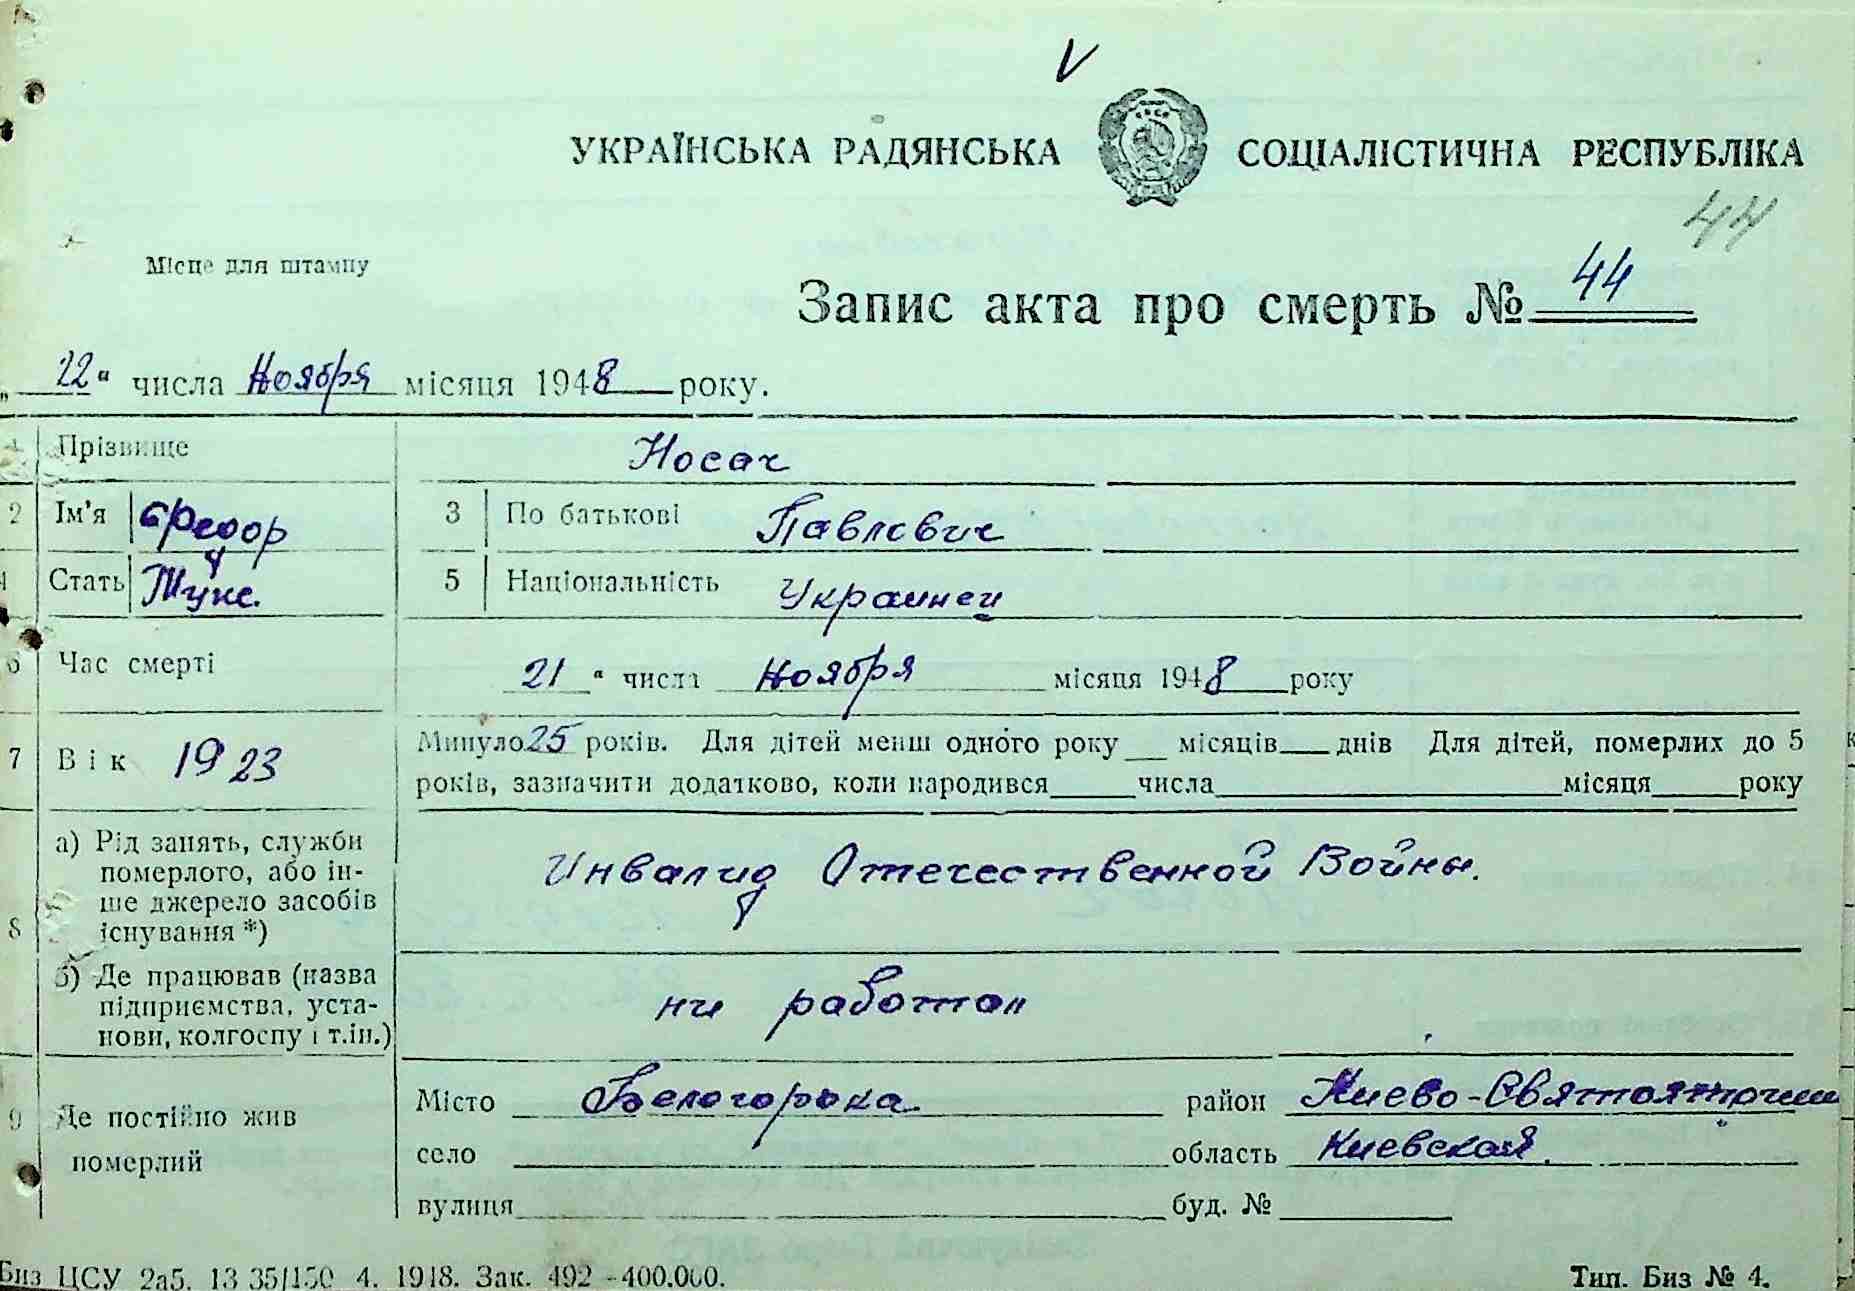 V
УКРАЇНСЬКА РАДЯНСЬКА СОЦІАЛІСТИЧНА РЕСПУБЛІКА
44
Місце для штампу
Запис акта про смерть № 44
„ 22 “ числа Ноября місяця 1948 року.
1 Прізвище Носач
2 Ім'я Феодор 3 По батькові Павлович
4 Стать Муж. 5 Національність Украинец
6 Час смерті 21 “ числа Ноября місяця 1948 року
7 Вік 1923 Минуло 25 років. Для дітей менш одного року місяців днів Для дітей, померлих до 5
років, зазначити додатково, коли народився числа місяця року
8 а) Рід занять, служби
померлого, або ін-
ше джерело засобів
існування *)
Инвалид Отечественной Войны.
б) Де працював (назва
підприємства, уста-
нови, колгоспу і т.ін.)
ни работал
9 Де постійно жив
померлий
Місто Белогородка район Киево-Святошинский
село область Киевская.
вулиця буд. №
Биз ЦСУ 2а5. 13 35/150 4. 1948. Зак. 492 - 400.000. Тип. Биз № 4.